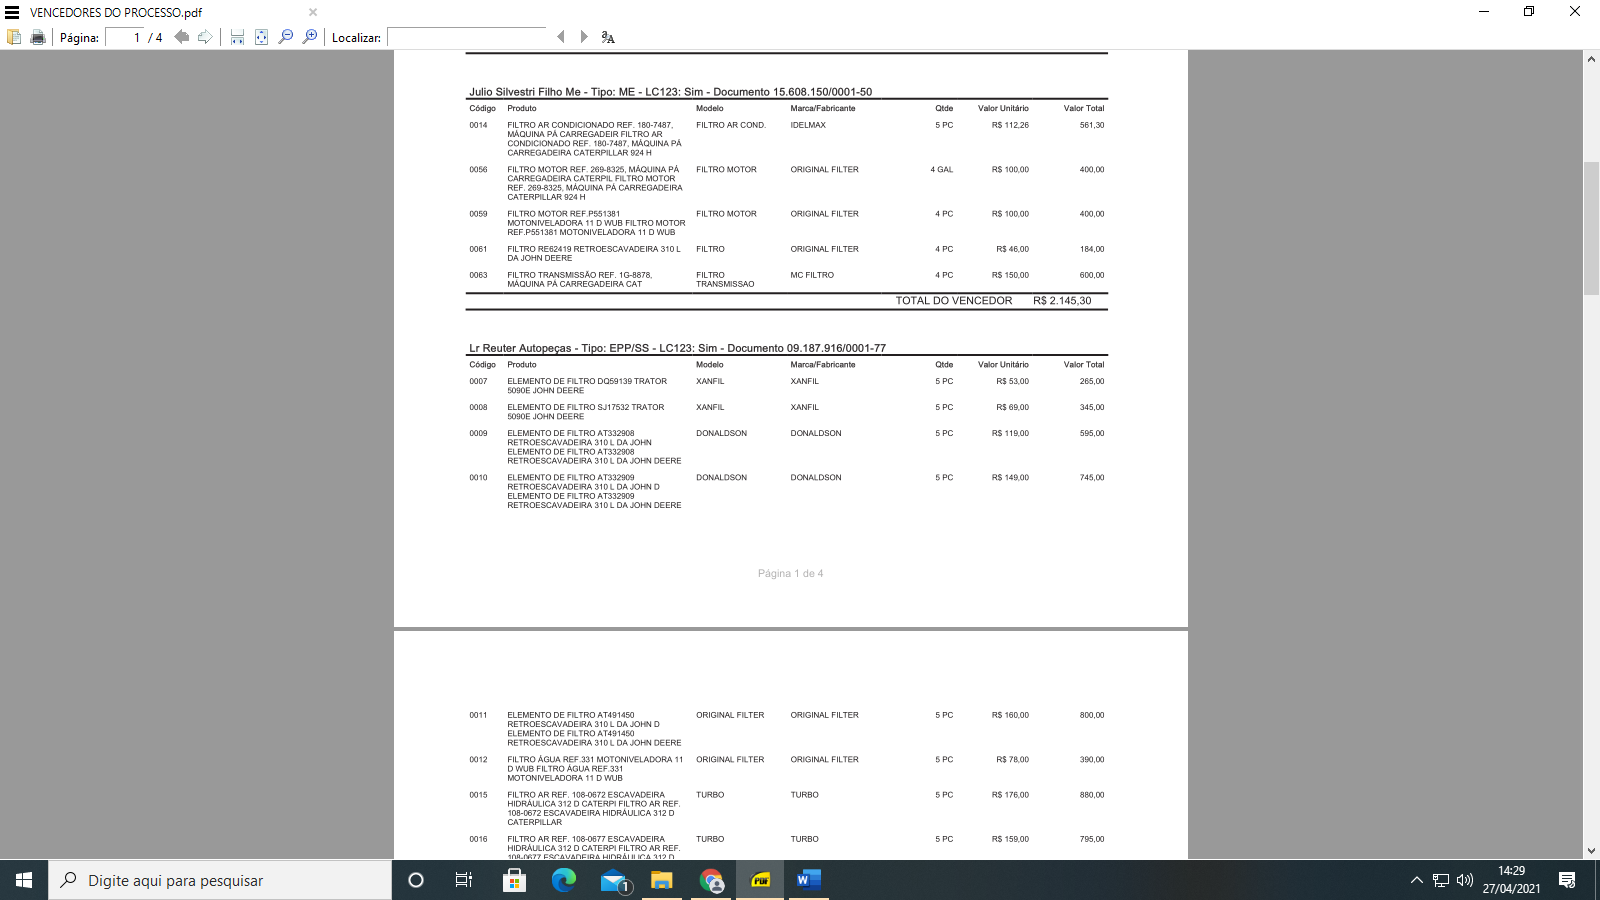 VENCEDORES DO PROCESSO.pdf
Página: 1 / 4 Localizar:
Julio Silvestri Filho Me - Tipo: ME - LC123: Sim - Documento 15.608.150/0001-50
Código Produto Modelo Marca/Fabricante Qtde Valor Unitário Valor Total
0014 FILTRO AR CONDICIONADO REF. 180-7487, FILTRO AR COND. IDELMAX 5 PC R$ 112,26 561,30
MÁQUINA PÁ CARREGADEIR FILTRO AR
CONDICIONADO REF. 180-7487, MÁQUINA PÁ
CARREGADEIRA CATERPILLAR 924 H
0056 FILTRO MOTOR REF. 269-8325, MÁQUINA PÁ FILTRO MOTOR ORIGINAL FILTER 4 GAL R$ 100,00 400,00
CARREGADEIRA CATERPIL FILTRO MOTOR
REF. 269-8325, MÁQUINA PÁ CARREGADEIRA
CATERPILLAR 924 H
0059 FILTRO MOTOR REF.P551381 FILTRO MOTOR ORIGINAL FILTER 4 PC R$ 100,00 400,00
MOTONIVELADORA 11 D WUB FILTRO MOTOR
REF.P551381 MOTONIVELADORA 11 D WUB
0061 FILTRO RE62419 RETROESCAVADEIRA 310 L FILTRO ORIGINAL FILTER 4 PC R$ 46,00 184,00
DA JOHN DEERE
0063 FILTRO TRANSMISSÃO REF. 1G-8878, FILTRO MC FILTRO 4 PC R$ 150,00 600,00
MÁQUINA PÁ CARREGADEIRA CAT TRANSMISSAO
TOTAL DO VENCEDOR R$ 2.145,30
Lr Reuter Autopeças - Tipo: EPP/SS - LC123: Sim - Documento 09.187.916/0001-77
Código Produto Modelo Marca/Fabricante Qtde Valor Unitário Valor Total
0007 ELEMENTO DE FILTRO DQ59139 TRATOR XANFIL XANFIL 5 PC R$ 53,00 265,00
5090E JOHN DEERE
0008 ELEMENTO DE FILTRO SJ17532 TRATOR XANFIL XANFIL 5 PC R$ 69,00 345,00
5090E JOHN DEERE
0009 ELEMENTO DE FILTRO AT332908 DONALDSON DONALDSON 5 PC R$ 119,00 595,00
RETROESCAVADEIRA 310 L DA JOHN
ELEMENTO DE FILTRO AT332908
RETROESCAVADEIRA 310 L DA JOHN DEERE
0010 ELEMENTO DE FILTRO AT332909 DONALDSON DONALDSON 5 PC R$ 149,00 745,00
RETROESCAVADEIRA 310 L DA JOHN D
ELEMENTO DE FILTRO AT332909
RETROESCAVADEIRA 310 L DA JOHN DEERE
Página 1 de 4
0011 ELEMENTO DE FILTRO AT491450 ORIGINAL FILTER ORIGINAL FILTER 5 PC R$ 160,00 800,00
RETROESCAVADEIRA 310 L DA JOHN D
ELEMENTO DE FILTRO AT491450
RETROESCAVADEIRA 310 L DA JOHN DEERE
0012 FILTRO ÁGUA REF.331 MOTONIVELADORA 11 ORIGINAL FILTER ORIGINAL FILTER 5 PC R$ 78,00 390,00
D WUB FILTRO ÁGUA REF.331
MOTONIVELADORA 11 D WUB
0015 FILTRO AR REF. 108-0672 ESCAVADEIRA TURBO TURBO 5 PC R$ 176,00 880,00
HIDRÁULICA 312 D CATERPI FILTRO AR REF.
108-0672 ESCAVADEIRA HIDRÁULICA 312 D
CATERPILLAR
0016 FILTRO AR REF. 108-0677 ESCAVADEIRA TURBO TURBO 5 PC R$ 159,00 795,00
HIDRÁULICA 312 D CATERPI FILTRO AR REF.
108-0677 ESCAVADEIRA HIDRÁULICA 312 D
Digite aqui para pesquisar
1
PDF
14:29
27/04/2021